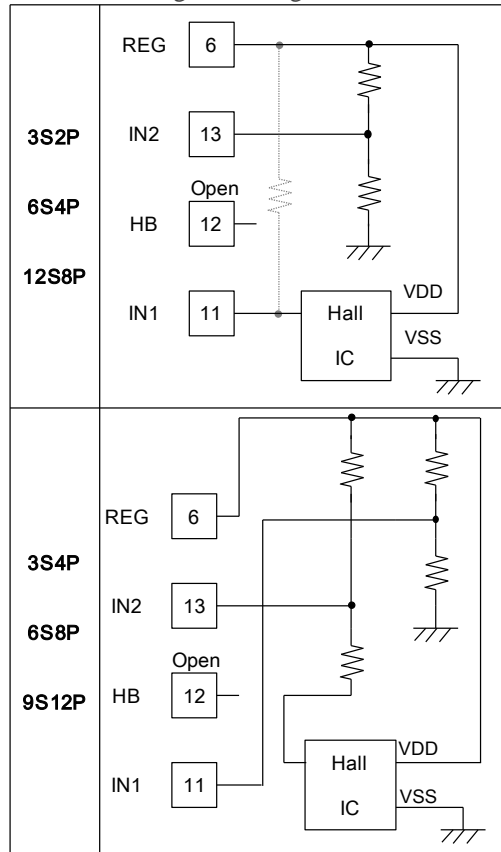 REG 6
3S2P
IN2 13
6S4P
Open
HB 12
12S8P
IN1 11
Hall
IC
VDD
VSS
REG 6
3S4P
IN2 13
6S8P
Open
9S12P
HB 12
IN1 11
Hall
IC
VDD
VSS